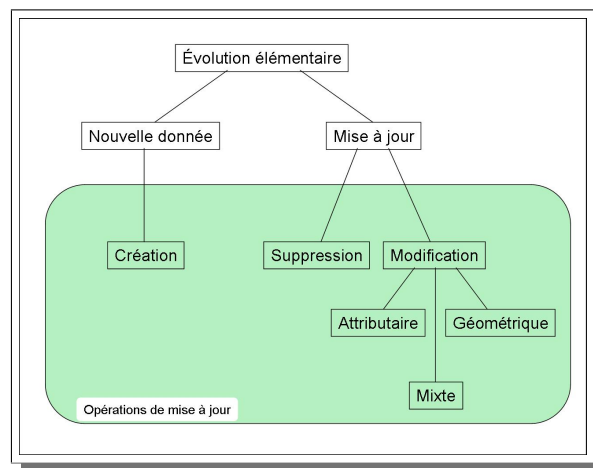 Évolution élémentaire
Nouvelle donnée
Mise à jour
Création
Suppression
Modification
Attributaire
Géométrique
Mixte
Opérations de mise à jour